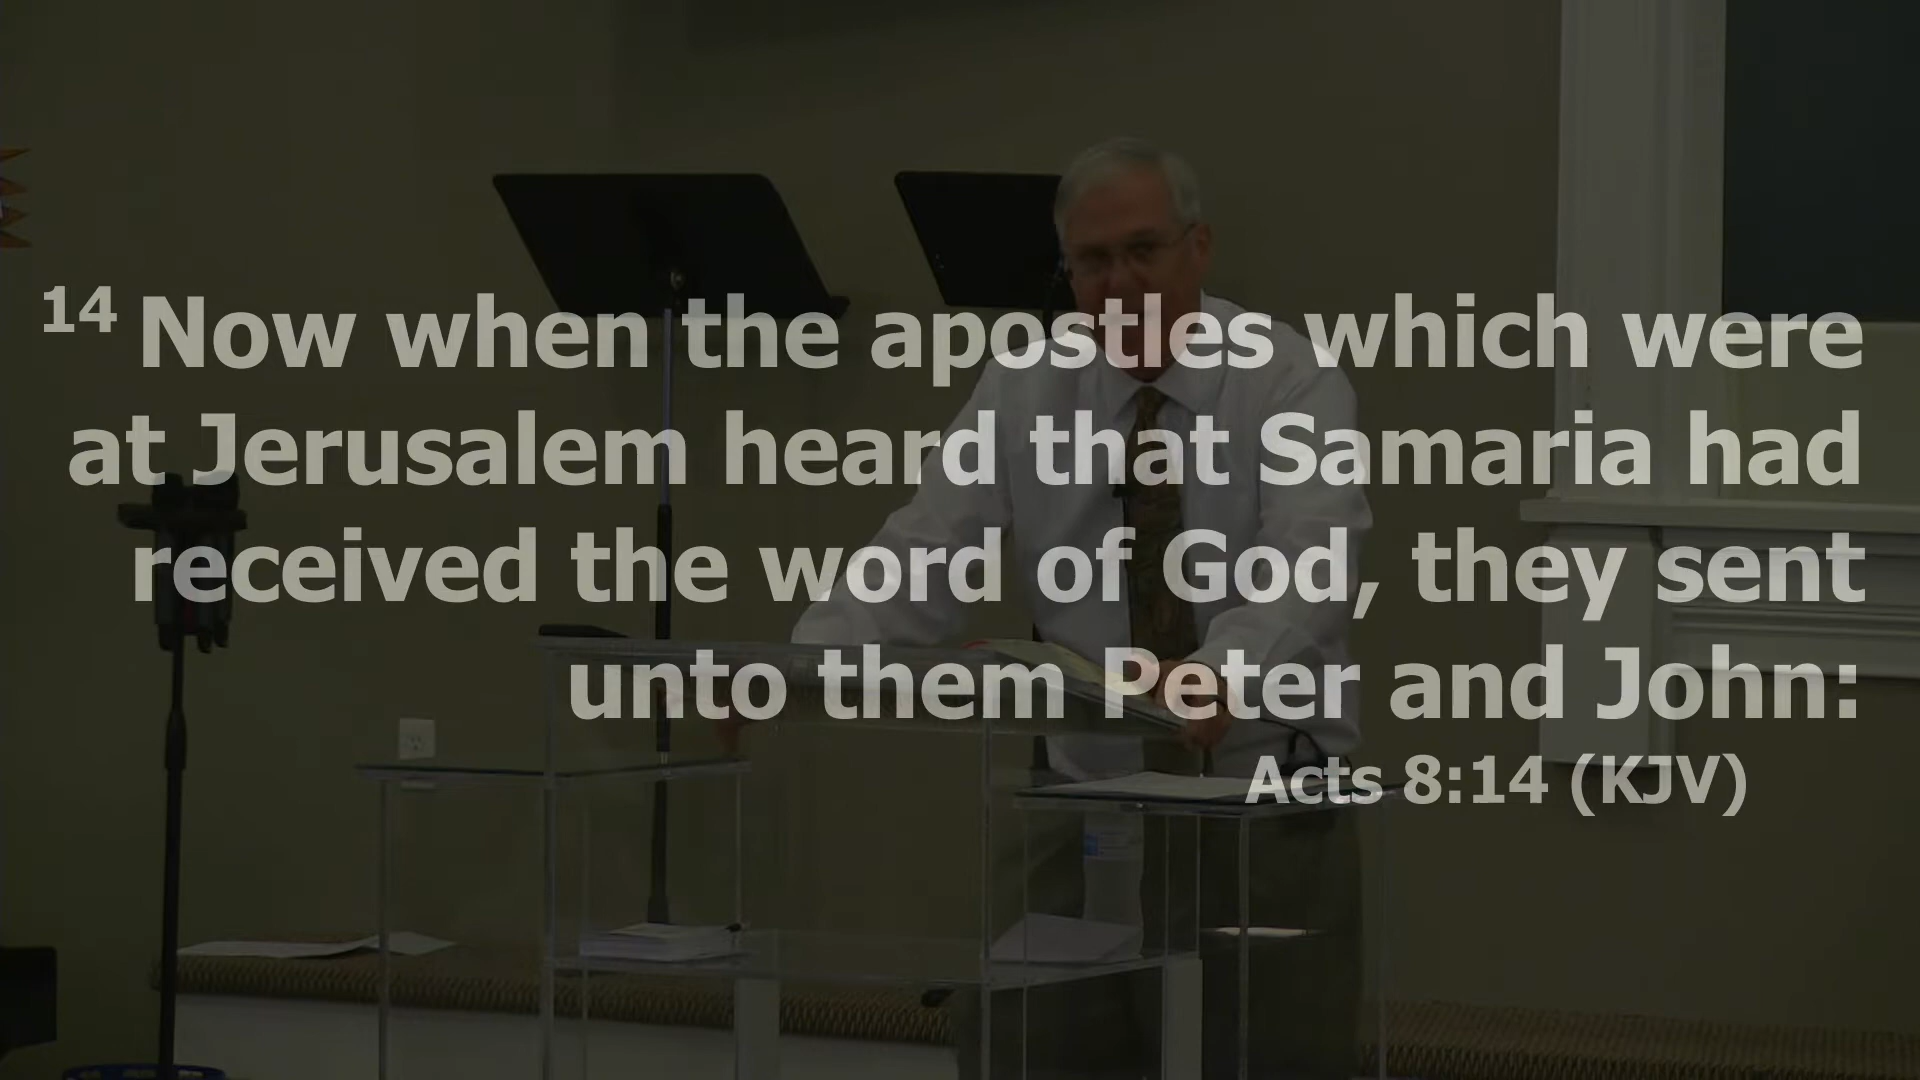 14 Now when the apostles which were
at Jerusalem heard that Samaria had
received the word of God, they sent
unto them Peter and John:
Acts 8:14 (KJV)